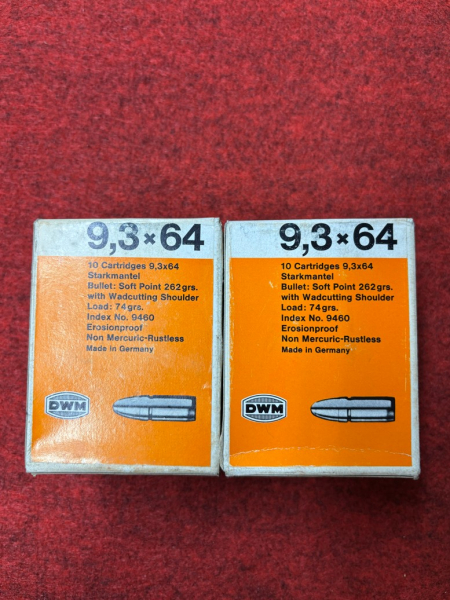 9,3×64
10 Cartridges 9,3x64
Starkmantel
Bullet: Soft Point 262grs.
with Wadcutting Shoulder
Load: 74grs.
Index No. 9460
Erosionproof
Non Mercuric-Rustless
Made in Germany
DWM
9,3×64
10 Cartridges 9,3x64
Starkmantel
Bullet: Soft Point 262grs.
with Wadcutting Shoulder
Load: 74grs.
Index No. 9460
Erosionproof
Non Mercuric-Rustless
Made in Germany
DWM